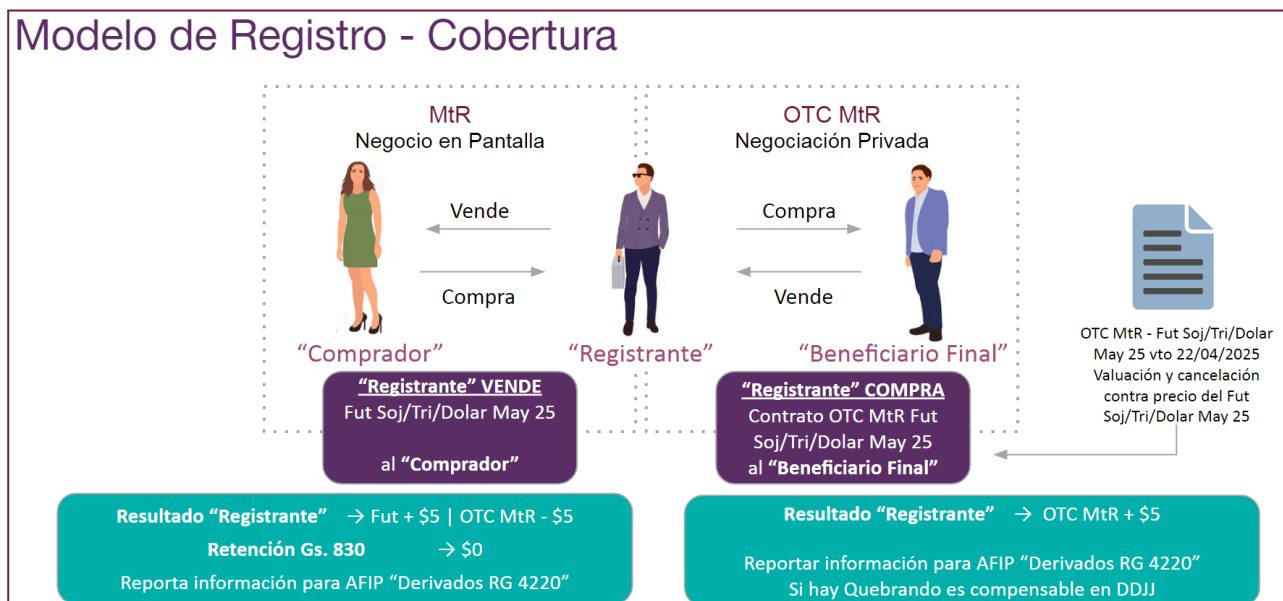 Modelo de Registro - Cobertura
MtR
Negocio en Pantalla
OTC MtR
Negociación Privada
Vende
Compra
Compra
Vende
“Comprador”
“Registrante”
“Beneficiario Final”
“Registrante” VENDE
Fut Soj/Tri/Dolar May 25
al “Comprador”
“Registrante” COMPRA
Contrato OTC MtR Fut
Soj/Tri/Dolar May 25
al “Beneficiario Final”
OTC MtR - Fut Soj/Tri/Dolar
May 25 vto 22/04/2025
Valuación y cancelación
contra precio del Fut
Soj/Tri/Dolar May 25
Resultado “Registrante” → Fut + $5 | OTC MtR - $5
Retención Gs. 830 → $0
Reporta información para AFIP “Derivados RG 4220”
Resultado “Registrante” → OTC MtR + $5
Reportar información para AFIP “Derivados RG 4220”
Si hay Quebrando es compensable en DDJJ